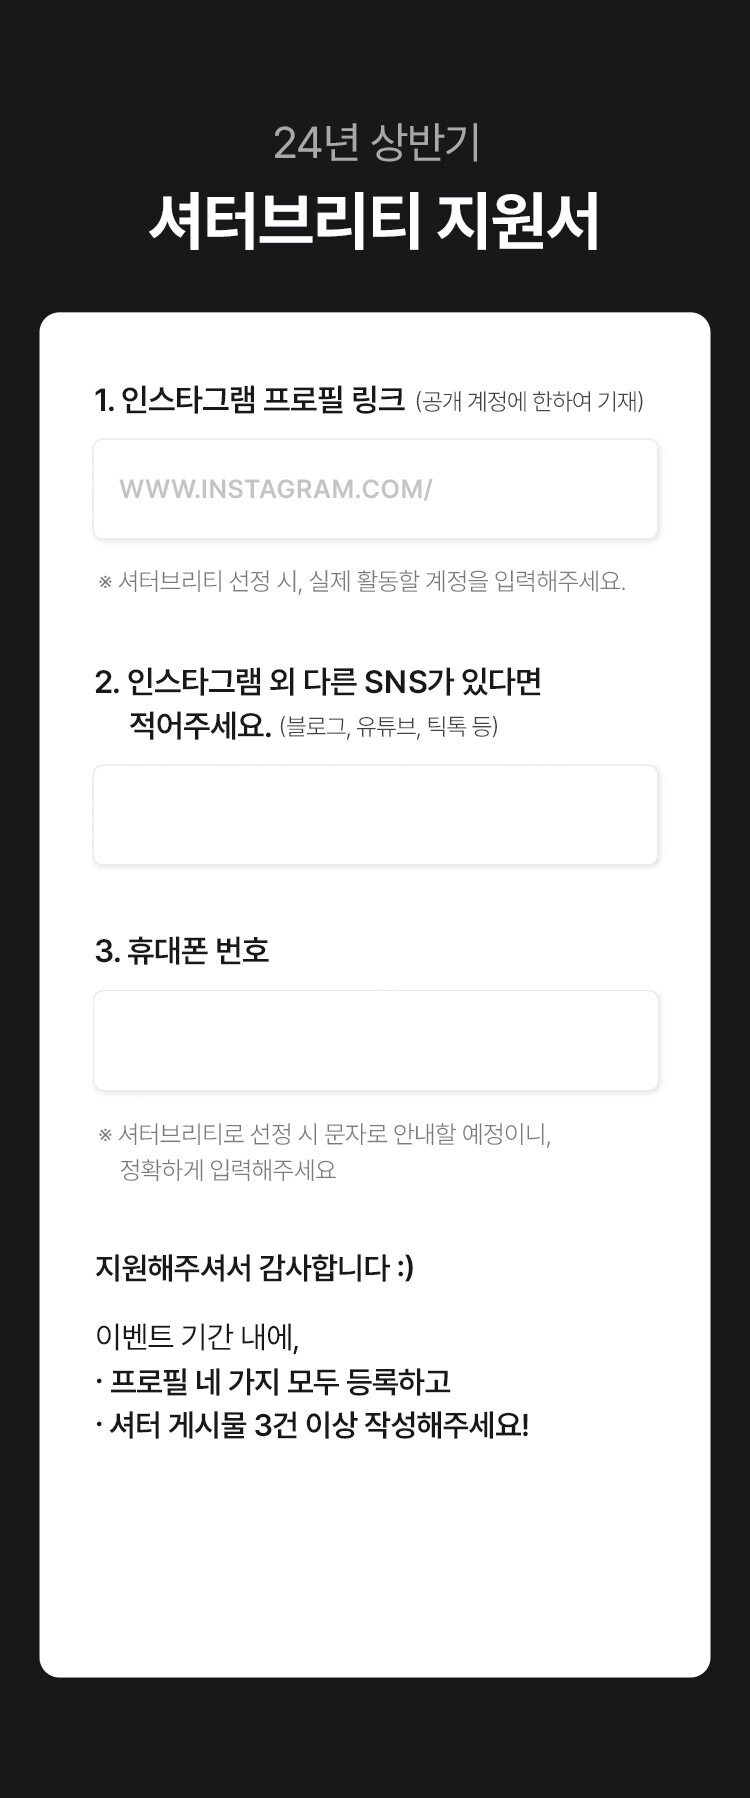 24년 상반기
셔터브리티 지원서
1. 인스타그램 프로필 링크 (공개 계정에 한하여 기재)
WWW.INSTAGRAM.COM/
※ 셔터브리티 선정 시, 실제 활동할 계정을 입력해주세요.
2. 인스타그램 외 다른 SNS가 있다면
적어주세요. (블로그, 유튜브, 틱톡 등)
3. 휴대폰 번호
※ 셔터브리티로 선정 시 문자로 안내할 예정이니,
정확하게 입력해주세요
지원해주셔서 감사합니다 :)
이벤트 기간 내에,
· 프로필 네 가지 모두 등록하고
· 셔터 게시물 3건 이상 작성해주세요!